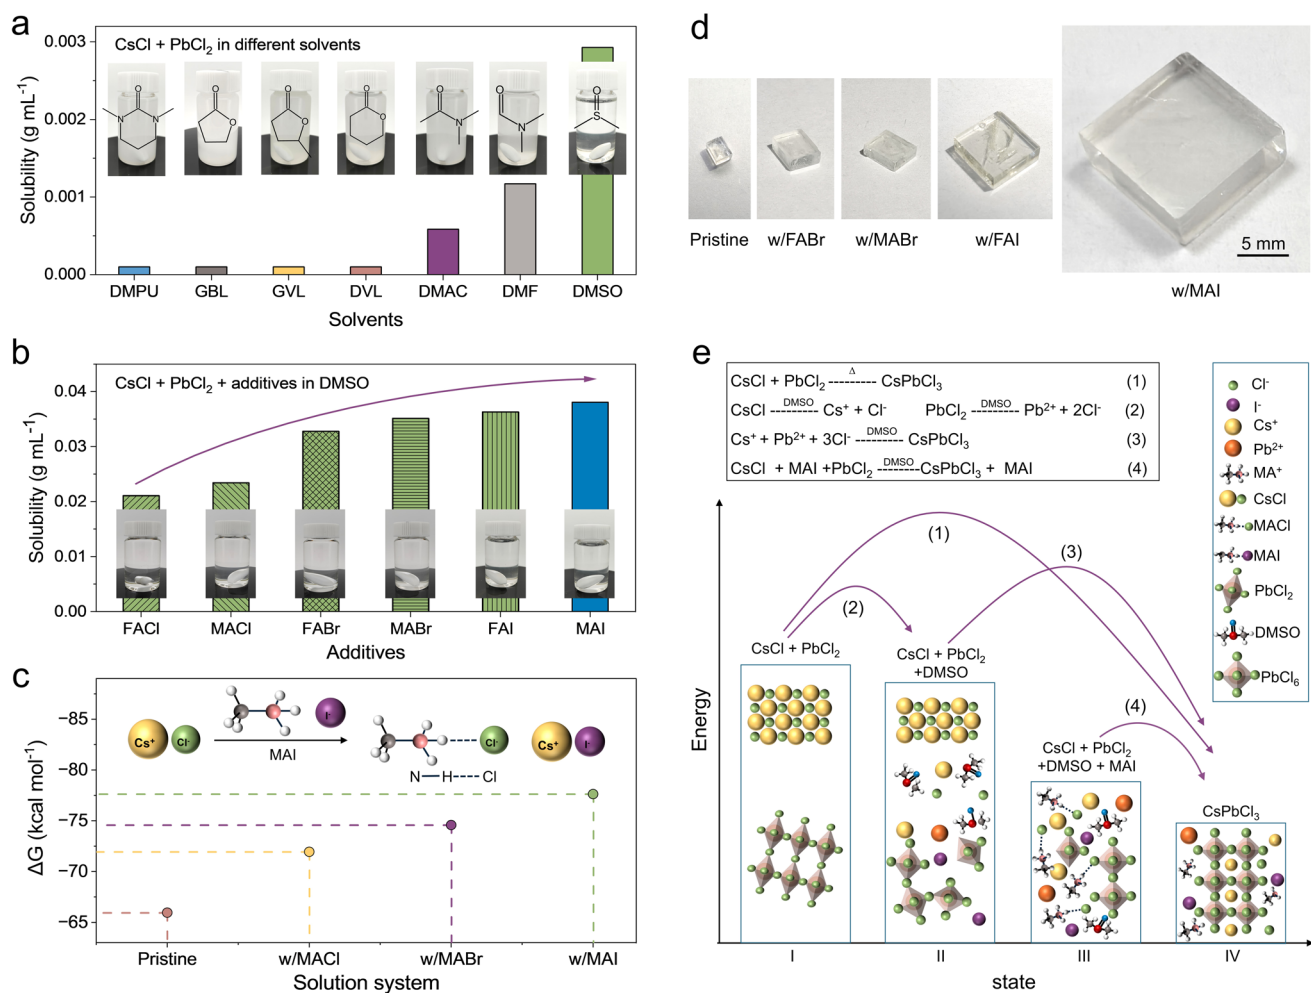 a
CsCl + PbCl₂ in different solvents
Solubility (g mL⁻¹)
0.003
0.002
0.001
0.000
O
N
N
O
O
O
O
O
O
O
N
O
N
O
S
DMPU GBL GVL DVL DMAC DMF DMSO
Solvents
b
CsCl + PbCl₂ + additives in DMSO
Solubility (g mL⁻¹)
0.04
0.03
0.02
0.01
0.00
FACl MACl FABr MABr FAI MAI
Additives
c
ΔG (kcal mol⁻¹)
−85
−80
−75
−70
−65
Cs⁺ Cl⁻
MAI
I⁻
Cl⁻
N H Cl
Cs⁺ I⁻
Pristine w/MACl w/MABr w/MAI
Solution system
d
Pristine w/FABr w/MABr w/FAI
5 mm
w/MAI
e
CsCl + PbCl₂ ---Δ--- CsPbCl₃ (1)
CsCl ---DMSO--- Cs⁺ + Cl⁻ PbCl₂ ---DMSO--- Pb²⁺ + 2Cl⁻ (2)
Cs⁺ + Pb²⁺ + 3Cl⁻ ---DMSO--- CsPbCl₃ (3)
CsCl + MAI +PbCl₂ ---DMSO--- CsPbCl₃ + MAI (4)
Cl⁻
I⁻
Cs⁺
Pb²⁺
MA⁺
CsCl
MACl
MAI
PbCl₂
DMSO
PbCl₆
Energy
(1)
(2)
(3)
(4)
CsCl + PbCl₂
CsCl + PbCl₂
+DMSO
CsCl + PbCl₂
+DMSO + MAI
CsPbCl₃
I II III IV
state